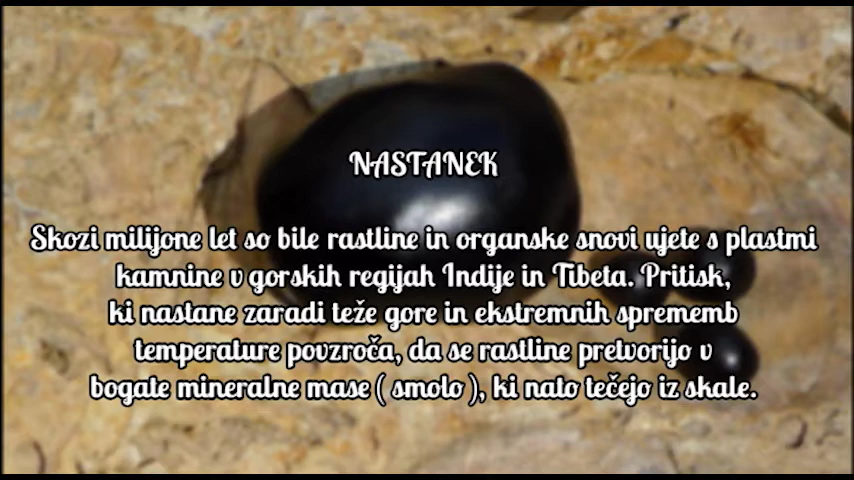 NASTANEK
Skozi milijone let so bile rastline in organske snovi ujete s plastmi
kamnine v gorskih regijah Indije in Tibeta. Pritisk,
ki nastane zaradi teže gore in ekstremnih sprememb
temperature povzroča, da se rastline pretvorijo v
bogate mineralne mase ( smolo ), ki nato tečejo iz skale.